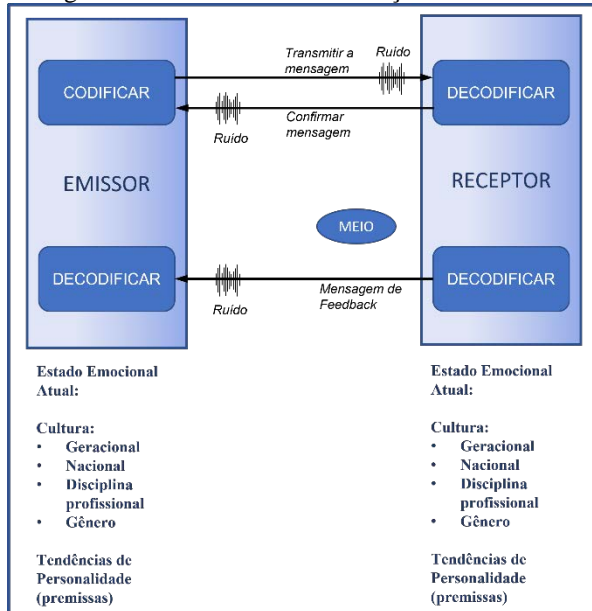 Transmitir a
mensagem
Ruído
CODIFICAR
DECODIFICAR
Ruído
Confirmar
mensagem
EMISSOR
RECEPTOR
MEIO
DECODIFICAR
DECODIFICAR
Ruído
Mensagem de
Feedback
Estado Emocional
Atual:
Cultura:
• Geracional
• Nacional
• Disciplina
profissional
• Gênero
Tendências de
Personalidade
(premissas)
Estado Emocional
Atual:
Cultura:
• Geracional
• Nacional
• Disciplina
profissional
• Gênero
Tendências de
Personalidade
(premissas)